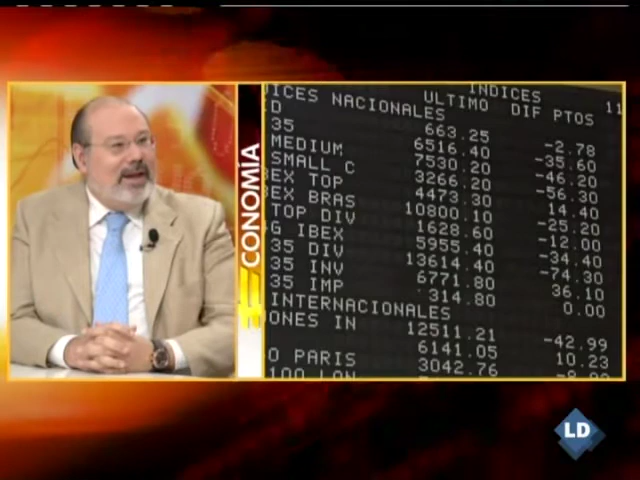 INDICES 11
ICES NACIONALES ULTIMO DIF PTOS
D 663.25 -2.78
35 6516.40 -35.60
MEDIUM 7530.20 -46.20
SMALL C 3266.20 -56.30
EX TOP 4473.30 14.40
EX BRAS 10800.10 -25.20
TOP DIV 1628.60 -12.00
G IBEX 5955.40 -34.40
35 DIV 13614.40 -74.30
35 INV 6771.80 36.10
35 IMP 314.80 0.00
INTERNACIONALES
ONES IN 12511.21 -42.99
6141.05 10.23
O PARIS 3042.76
100 LON
€CONOMÍA
LD